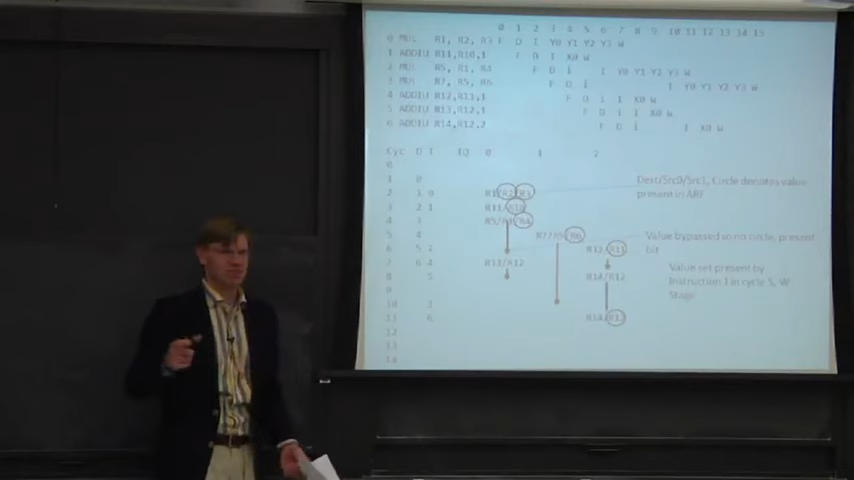 0 1 2 3 4 5 6 7 8 9 10 11 12 13 14 15
0 MUL R1, R2, R3 F D I Y0 Y1 Y2 Y3 W
1 ADDIU R11,R10,1 F D I X0 W
2 MUL R5, R1, R4 F D i I Y0 Y1 Y2 Y3 W
3 MUL R7, R5, R6 F D i I Y0 Y1 Y2 Y3 W
4 ADDIU R12,R11,1 F D i I X0 W
5 ADDIU R13,R12,1 F D i I X0 W
6 ADDIU R14,R12,2 F D i I X0 W
Cyc D I IQ 0 1 2
0
1 0
2 1 0 R1/R2/R3 Dest/Src0/Src1, Circle denotes value
3 2 1 R11/R10 present in ARF
4 3 R5/R1/R4
5 4 R7/R5/R6 Value bypassed so no circle, present
6 5 2 R12/R11 bit
7 6 4 R13/R12 Value set present by
8 5 R14/R12 Instruction 1 in cycle 5, W
9 Stage
10 3
11 6 R14/R12
12
13
14